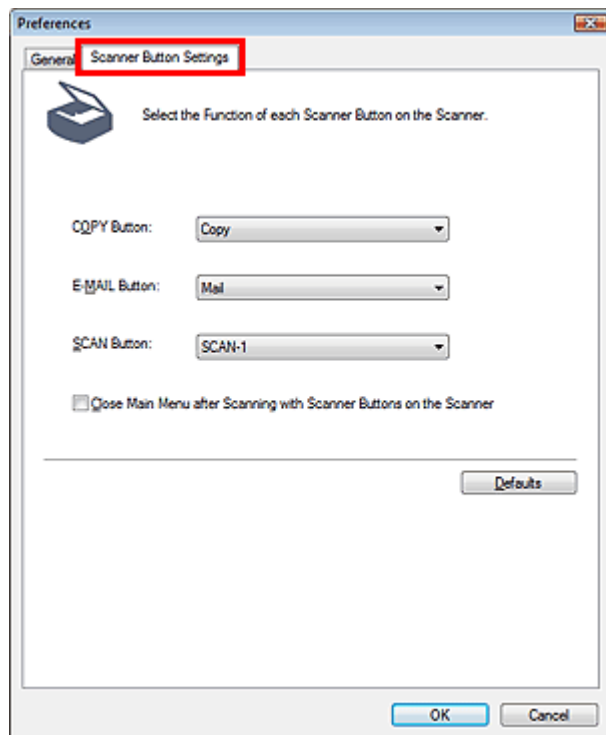 Preferences
General Scanner Button Settings
Select the Function of each Scanner Button on the Scanner.
COPY Button: Copy
E-MAIL Button: Mail
SCAN Button: SCAN-1
Close Main Menu after Scanning with Scanner Buttons on the Scanner
Defaults
OK Cancel